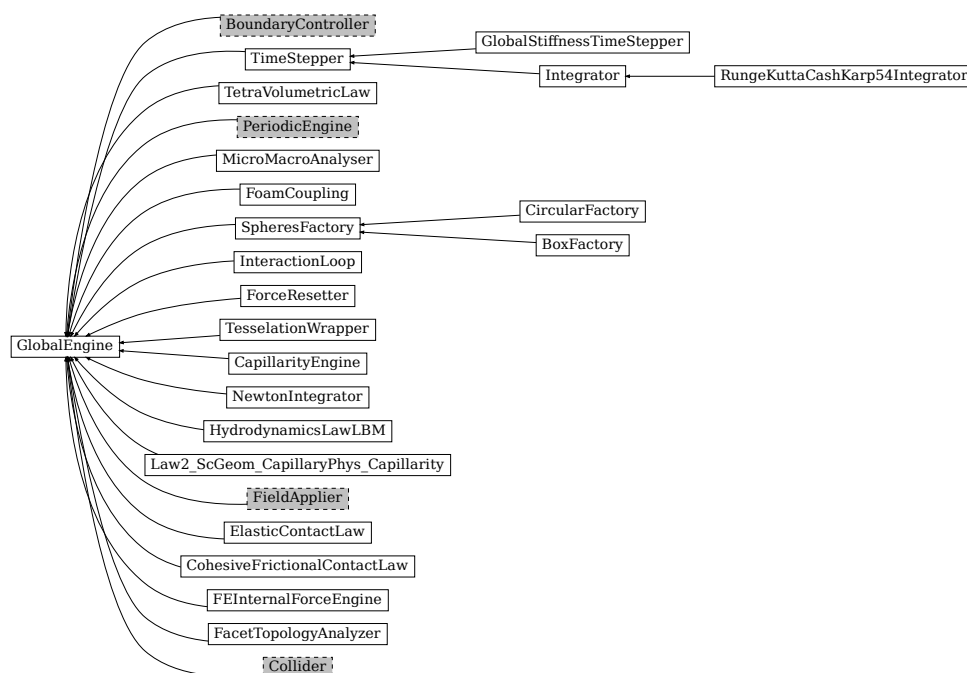 BoundaryController
GlobalStiffnessTimeStepper
TimeStepper
Integrator
RungeKuttaCashKarp54Integrator
TetraVolumetricLaw
PeriodicEngine
MicroMacroAnalyser
FoamCoupling
CircularFactory
SpheresFactory
BoxFactory
InteractionLoop
ForceResetter
TesselationWrapper
GlobalEngine
CapillarityEngine
NewtonIntegrator
HydrodynamicsLawLBM
Law2_ScGeom_CapillaryPhys_Capillarity
FieldApplier
ElasticContactLaw
CohesiveFrictionalContactLaw
FEInternalForceEngine
FacetTopologyAnalyzer
Collider